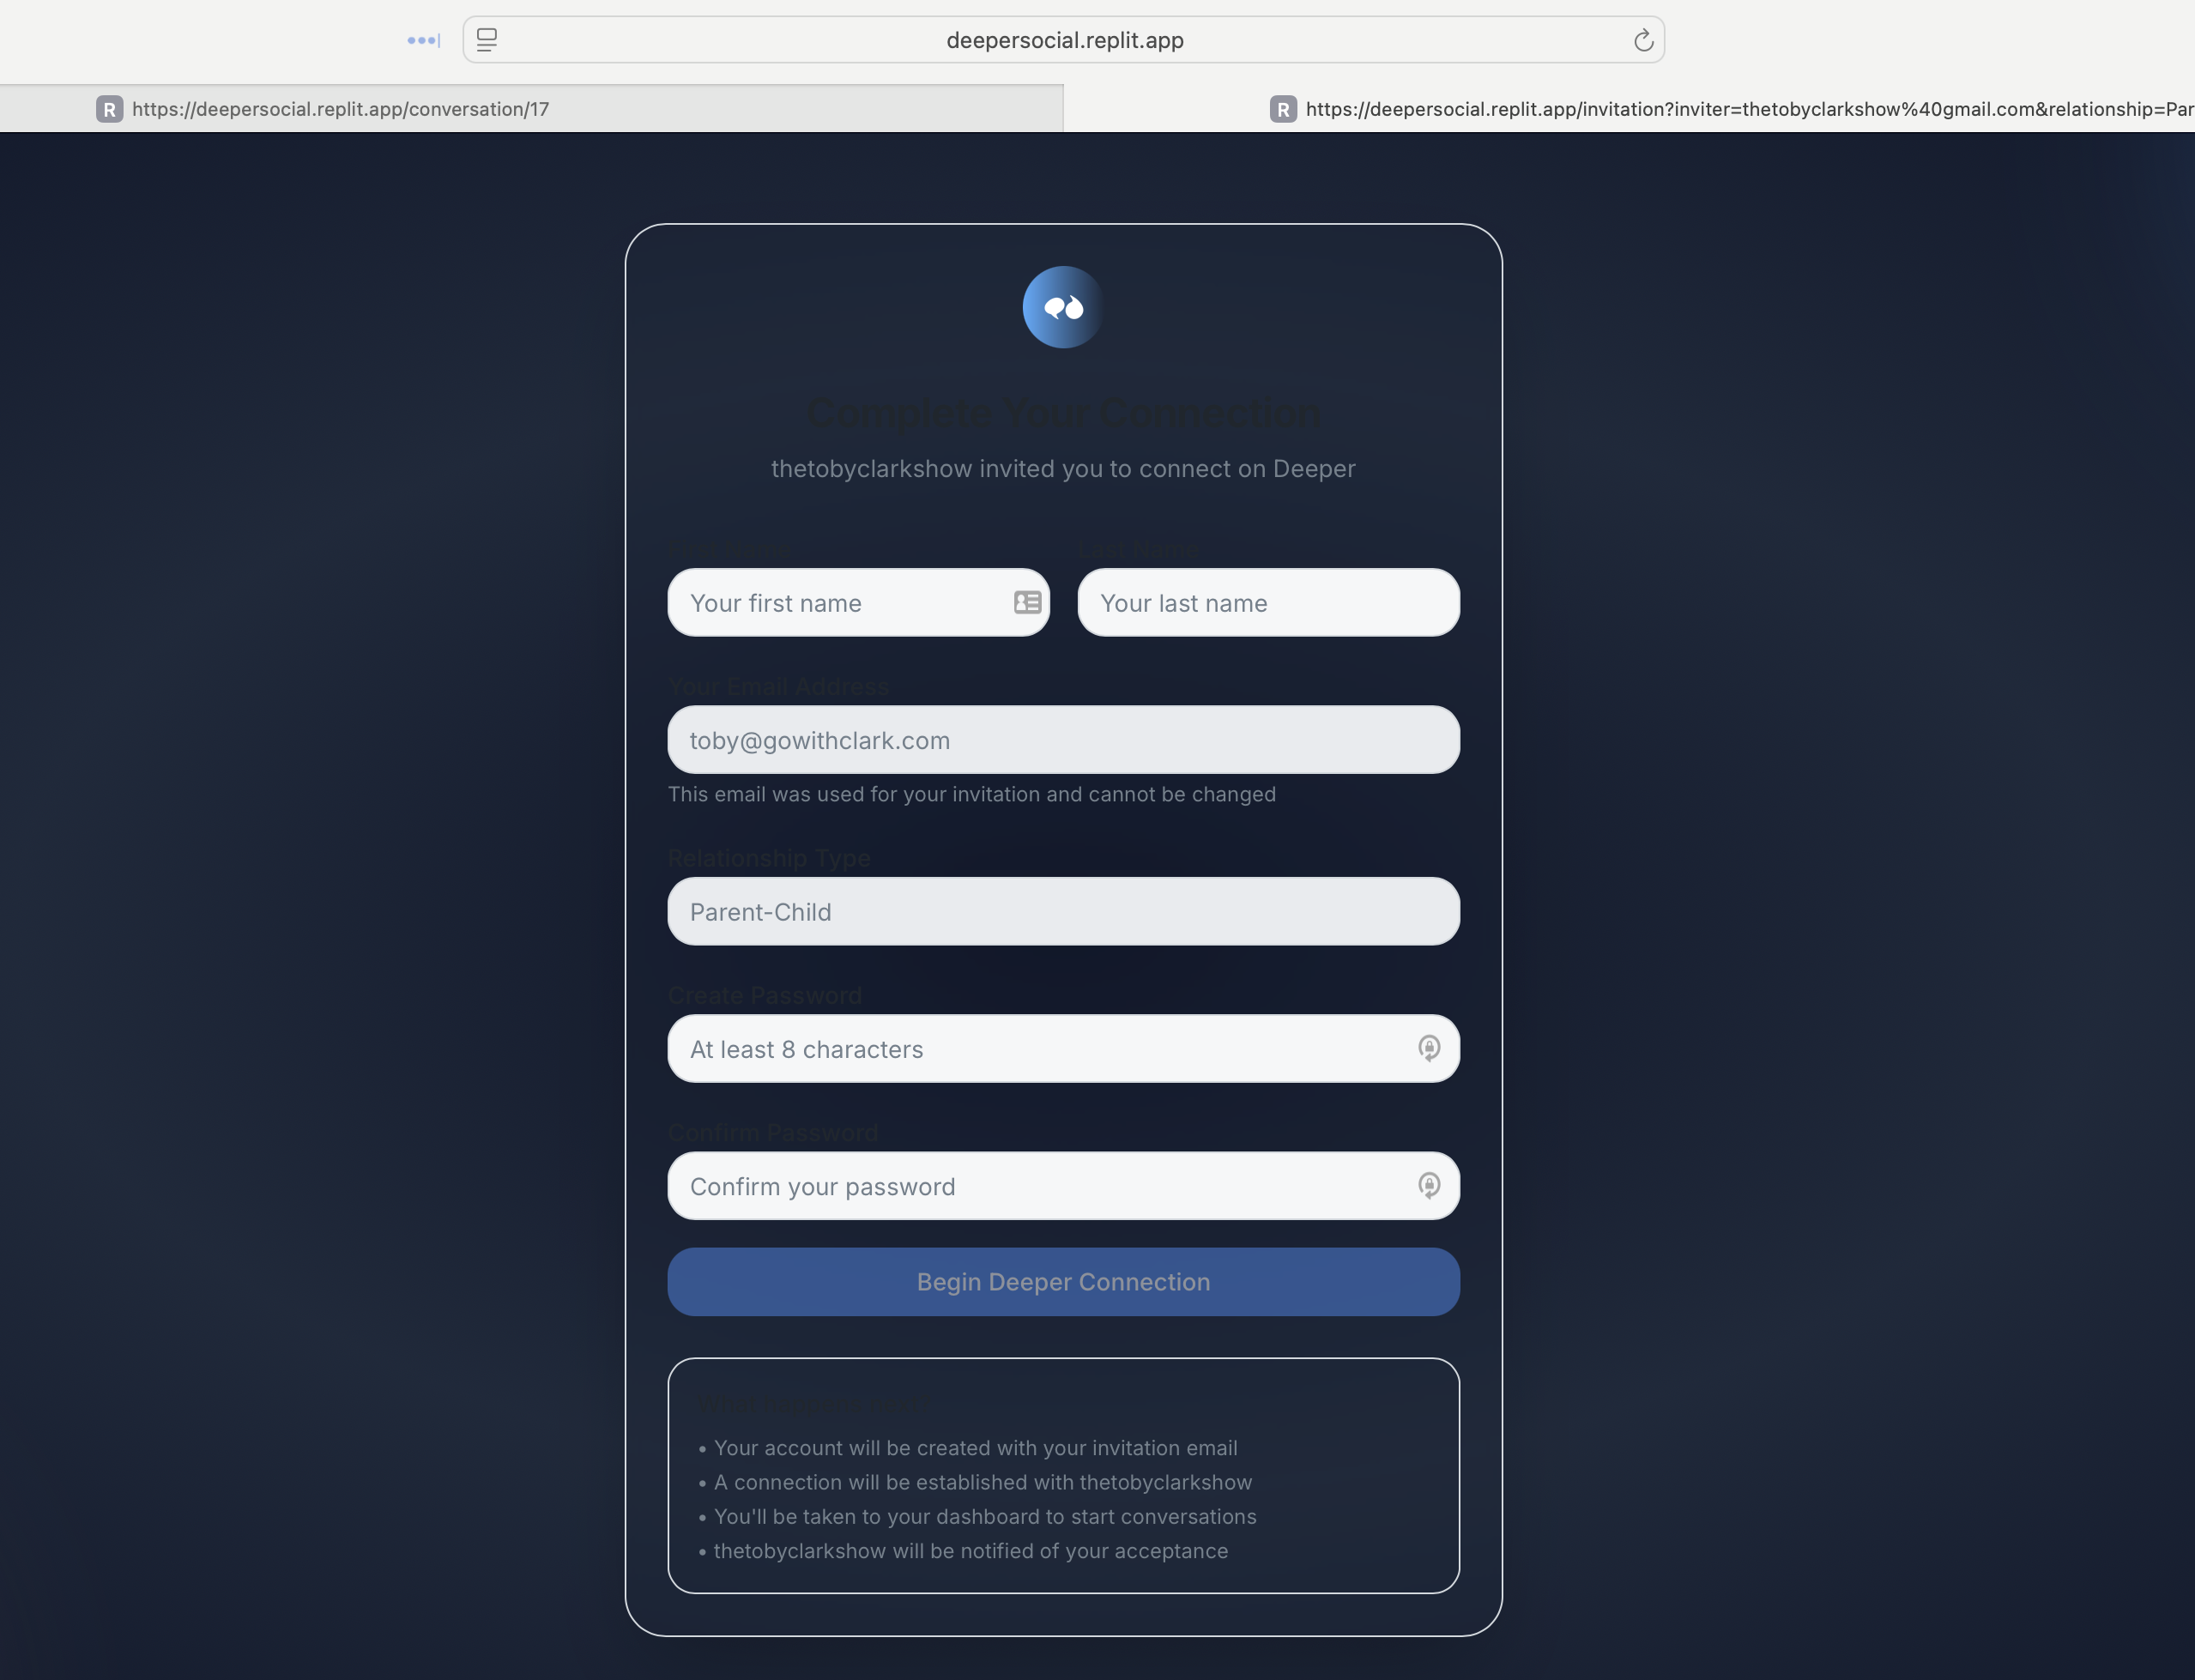 deepersocial.replit.app
R https://deepersocial.replit.app/conversation/17
R https://deepersocial.replit.app/invitation?inviter=thetobyclarkshow%40gmail.com&relationship=Par
Complete Your Connection
thetobyclarkshow invited you to connect on Deeper
First Name Last Name
Your first name Your last name
Your Email Address
toby@gowithclark.com
This email was used for your invitation and cannot be changed
Relationship Type
Parent-Child
Create Password
At least 8 characters
Confirm Password
Confirm your password
Begin Deeper Connection
• Your account will be created with your invitation email
• A connection will be established with thetobyclarkshow
• You'll be taken to your dashboard to start conversations
• thetobyclarkshow will be notified of your acceptance